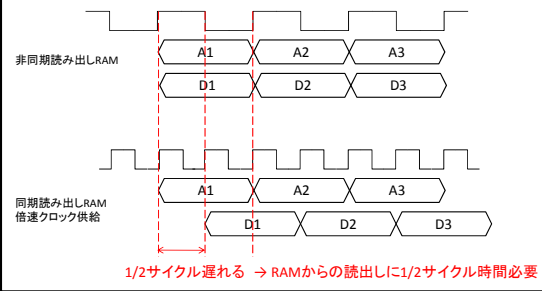 非同期読み出しRAM
A1 A2 A3
D1 D2 D3
同期読み出しRAM
倍速クロック供給
A1 A2 A3
D1 D2 D3
1/2サイクル遅れる → RAMからの読出しに1/2サイクル時間必要